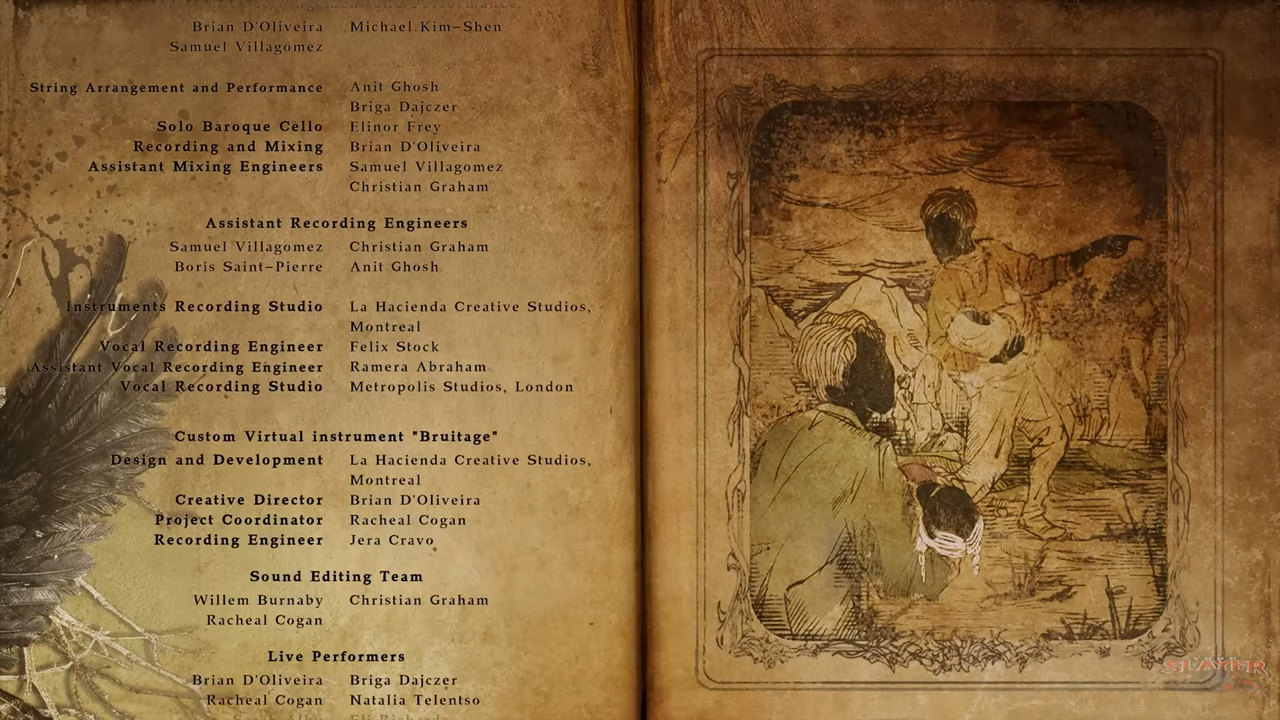 Brian D'Oliveira Michael Kim-Shen
Samuel Villagomez
String Arrangement and Performance Anit Ghosh
Briga Dajczer
Solo Baroque Cello Elinor Frey
Recording and Mixing Brian D'Oliveira
Assistant Mixing Engineers Samuel Villagomez
Christian Graham
Assistant Recording Engineers
Samuel Villagomez Christian Graham
Boris Saint-Pierre Anit Ghosh
Instruments Recording Studio La Hacienda Creative Studios,
Montreal
Vocal Recording Engineer Felix Stock
Assistant Vocal Recording Engineer Ramera Abraham
Vocal Recording Studio Metropolis Studios, London
Custom Virtual instrument "Bruitage"
Design and Development La Hacienda Creative Studios,
Montreal
Creative Director Brian D'Oliveira
Project Coordinator Racheal Cogan
Recording Engineer Jera Cravo
Sound Editing Team
Willem Burnaby Christian Graham
Racheal Cogan
Live Performers
Brian D'Oliveira Briga Dajczer
Racheal Cogan Natalia Telentso
SLAYER